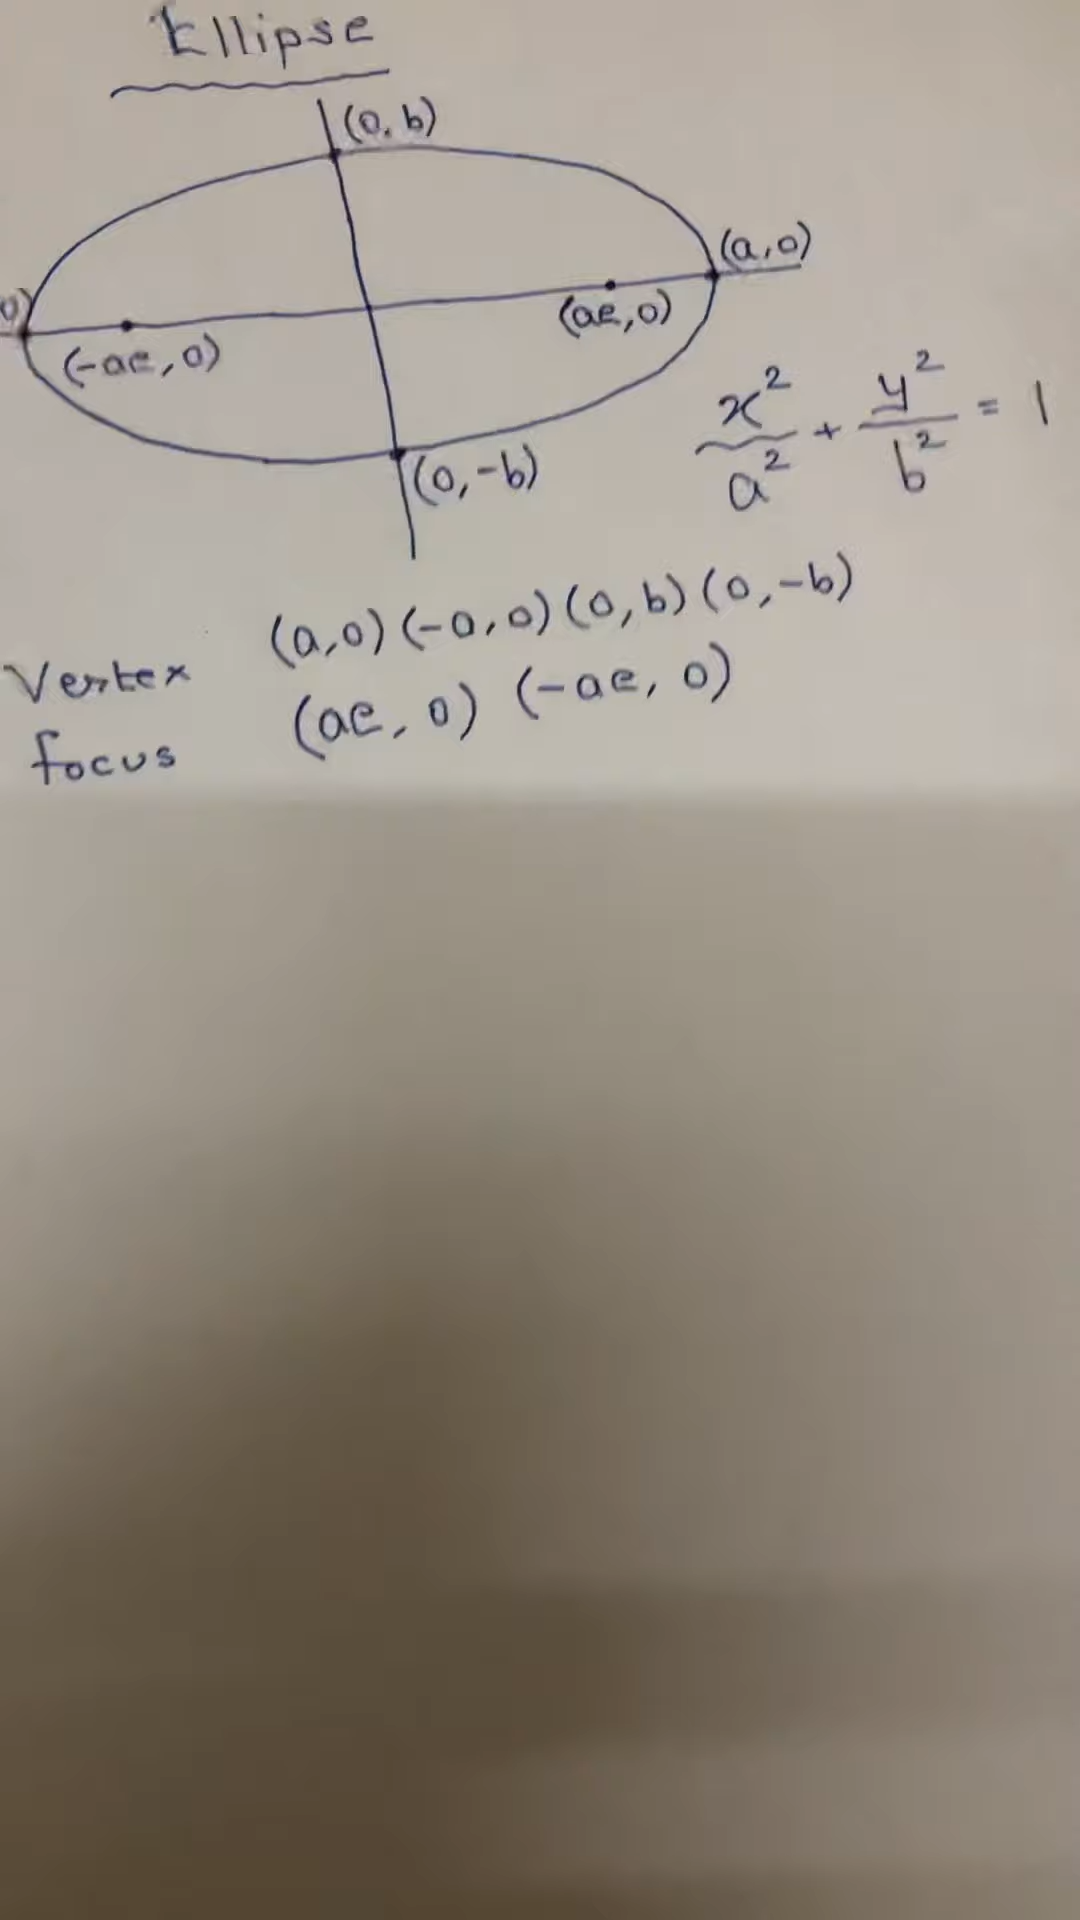 Ellipse
(0, b)
(a, 0)
0)
(-ae, 0)
(ae, 0)
x²/a² + y²/b² = 1
(0, -b)
Vertex (a, 0) (-a, 0) (0, b) (0, -b)
focus (ae, 0) (-ae, 0)